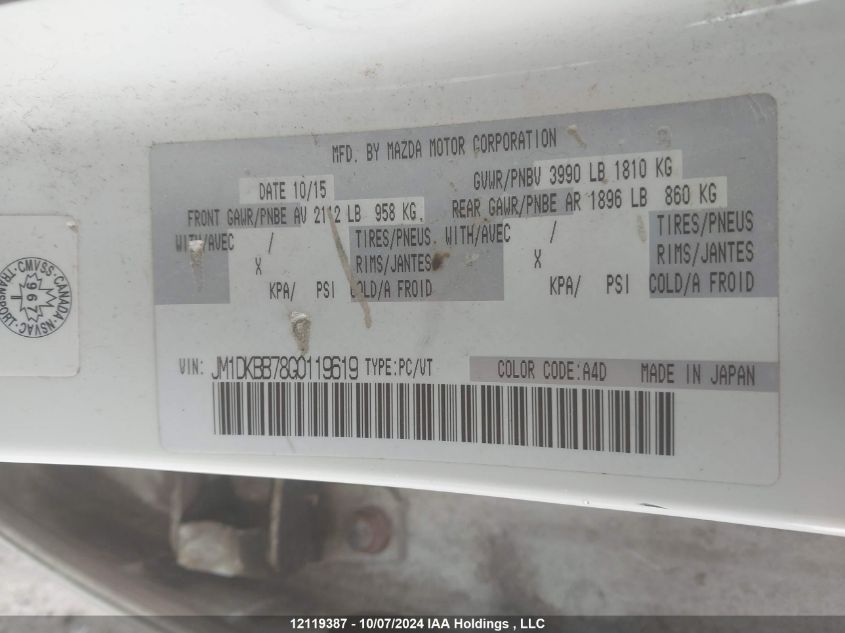 MFD. BY MAZDA MOTOR CORPORATION
DATE 10/15
GVWR/PNBV 3990 LB 1810 KG
FRONT GAWR/PNBE AV 2112 LB 958 KG.
REAR GAWR/PNBE AR 1896 LB 860 KG
WITH/AVEC / TIRES/PNEUS
X RIMS/JANTES
KPA/ PSI COLD/A FROID
WITH/AVEC / TIRES/PNEUS
X RIMS/JANTES
KPA/ PSI COLD/A FROID
VIN: JM1DKBB78G0119619 TYPE:PC/VT
COLOR CODE:A4D MADE IN JAPAN
TRANSPORT · CMVSS · CANADA · NSVAC
967
12119387 - 10/07/2024 IAA Holdings , LLC